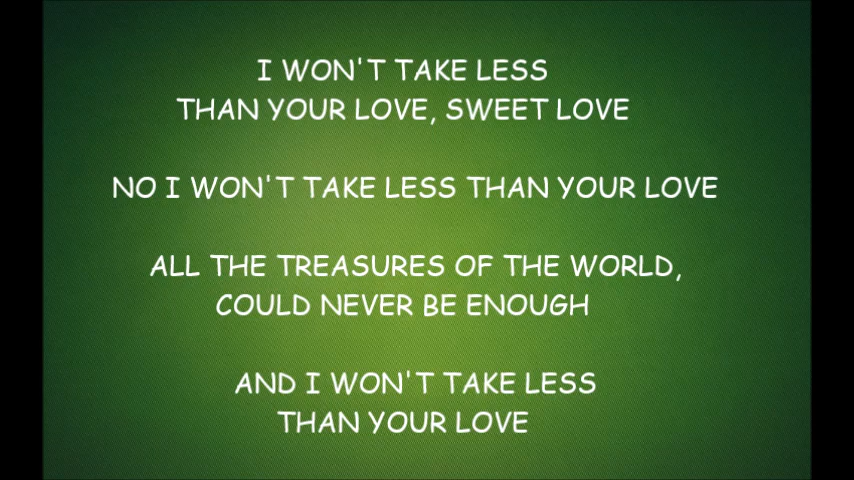 I WON'T TAKE LESS
THAN YOUR LOVE, SWEET LOVE
NO I WON'T TAKE LESS THAN YOUR LOVE
ALL THE TREASURES OF THE WORLD,
COULD NEVER BE ENOUGH
AND I WON'T TAKE LESS
THAN YOUR LOVE